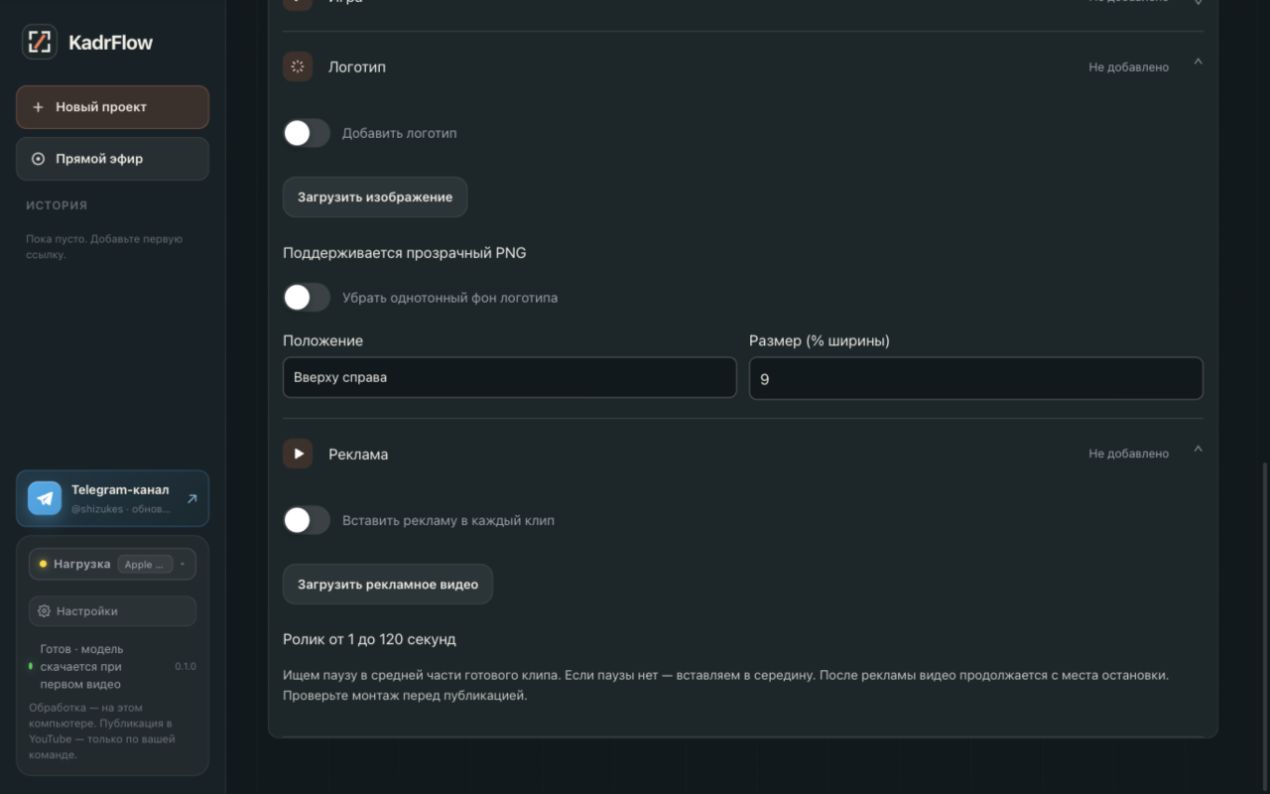 KadrFlow
Новый проект
Прямой эфир
ИСТОРИЯ
Пока пусто. Добавьте первую
ссылку.
Telegram-канал
@shizukes · обнов...
Нагрузка
Apple ...
Настройки
Готов · модель
скачается при
первом видео
0.1.0
Обработка — на этом
компьютере. Публикация в
YouTube — только по вашей
команде.
Игра
Не добавлено
Логотип
Не добавлено
Добавить логотип
Загрузить изображение
Поддерживается прозрачный PNG
Убрать однотонный фон логотипа
Положение
Размер (% ширины)
Вверху справа
9
Реклама
Не добавлено
Вставить рекламу в каждый клип
Загрузить рекламное видео
Ролик от 1 до 120 секунд
Ищем паузу в средней части готового клипа. Если паузы нет — вставляем в середину. После рекламы видео продолжается с места остановки.
Проверьте монтаж перед публикацией.